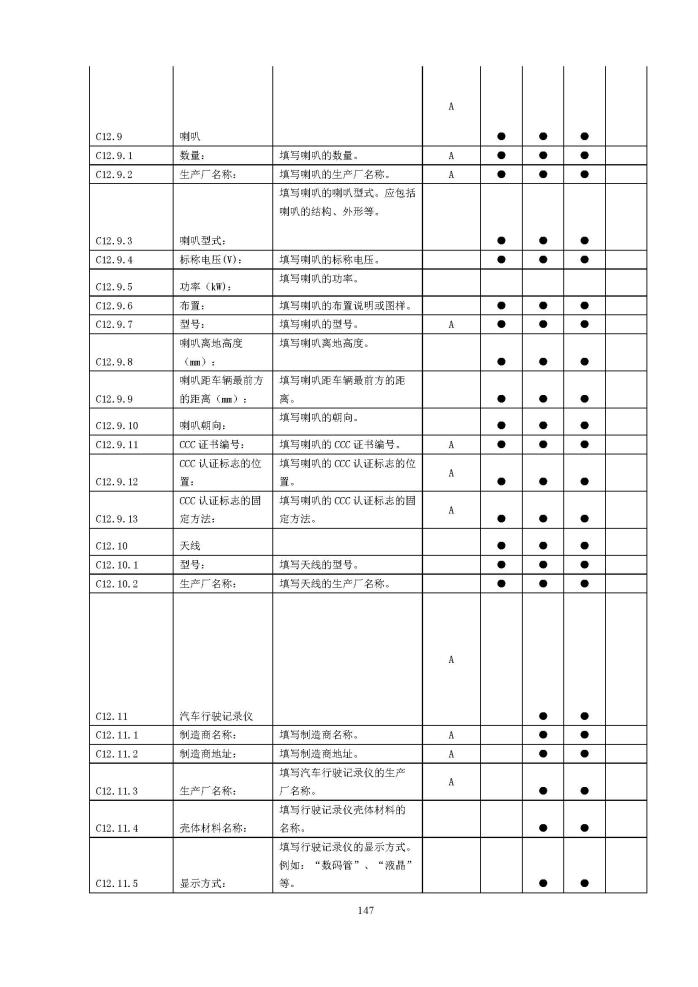 A
C12.9 喇叭 ● ● ●
C12.9.1 数量： 填写喇叭的数量。 A ● ● ●
C12.9.2 生产厂名称： 填写喇叭的生产厂名称。 A ● ● ●
填写喇叭的喇叭型式。应包括
喇叭的结构、外形等。
C12.9.3 喇叭型式： ● ● ●
C12.9.4 标称电压(V)： 填写喇叭的标称电压。 ● ● ●
填写喇叭的功率。
C12.9.5 功率（kW)：
C12.9.6 布置： 填写喇叭的布置说明或图样。 ● ● ●
C12.9.7 型号： 填写喇叭的型号。 A ● ● ●
喇叭离地高度 填写喇叭离地高度。
C12.9.8 （mm）： ● ● ●
喇叭距车辆最前方 填写喇叭距车辆最前方的距
C12.9.9 的距离（mm）： 离。 ● ● ●
填写喇叭的朝向。
C12.9.10 喇叭朝向： ● ● ●
C12.9.11 CCC 证书编号： 填写喇叭的 CCC 证书编号。 A ● ● ●
CCC 认证标志的位 填写喇叭的 CCC 认证标志的位
A
C12.9.12 置： 置。 ● ● ●
CCC 认证标志的固 填写喇叭的 CCC 认证标志的固
A
C12.9.13 定方法： 定方法。 ● ● ●
C12.10 天线 ● ● ●
C12.10.1 型号： 填写天线的型号。 ● ● ●
C12.10.2 生产厂名称： 填写天线的生产厂名称。 ● ● ●
A
C12.11 汽车行驶记录仪 ● ●
C12.11.1 制造商名称： 填写制造商名称。 A ● ●
C12.11.2 制造商地址： 填写制造商地址。 A ● ●
填写汽车行驶记录仪的生产
A
C12.11.3 生产厂名称： 厂名称。 ● ●
填写行驶记录仪壳体材料的
C12.11.4 壳体材料名称： 名称。 ● ●
填写行驶记录仪的显示方式。
例如：“数码管”、“液晶”
C12.11.5 显示方式： 等。 ● ●
147